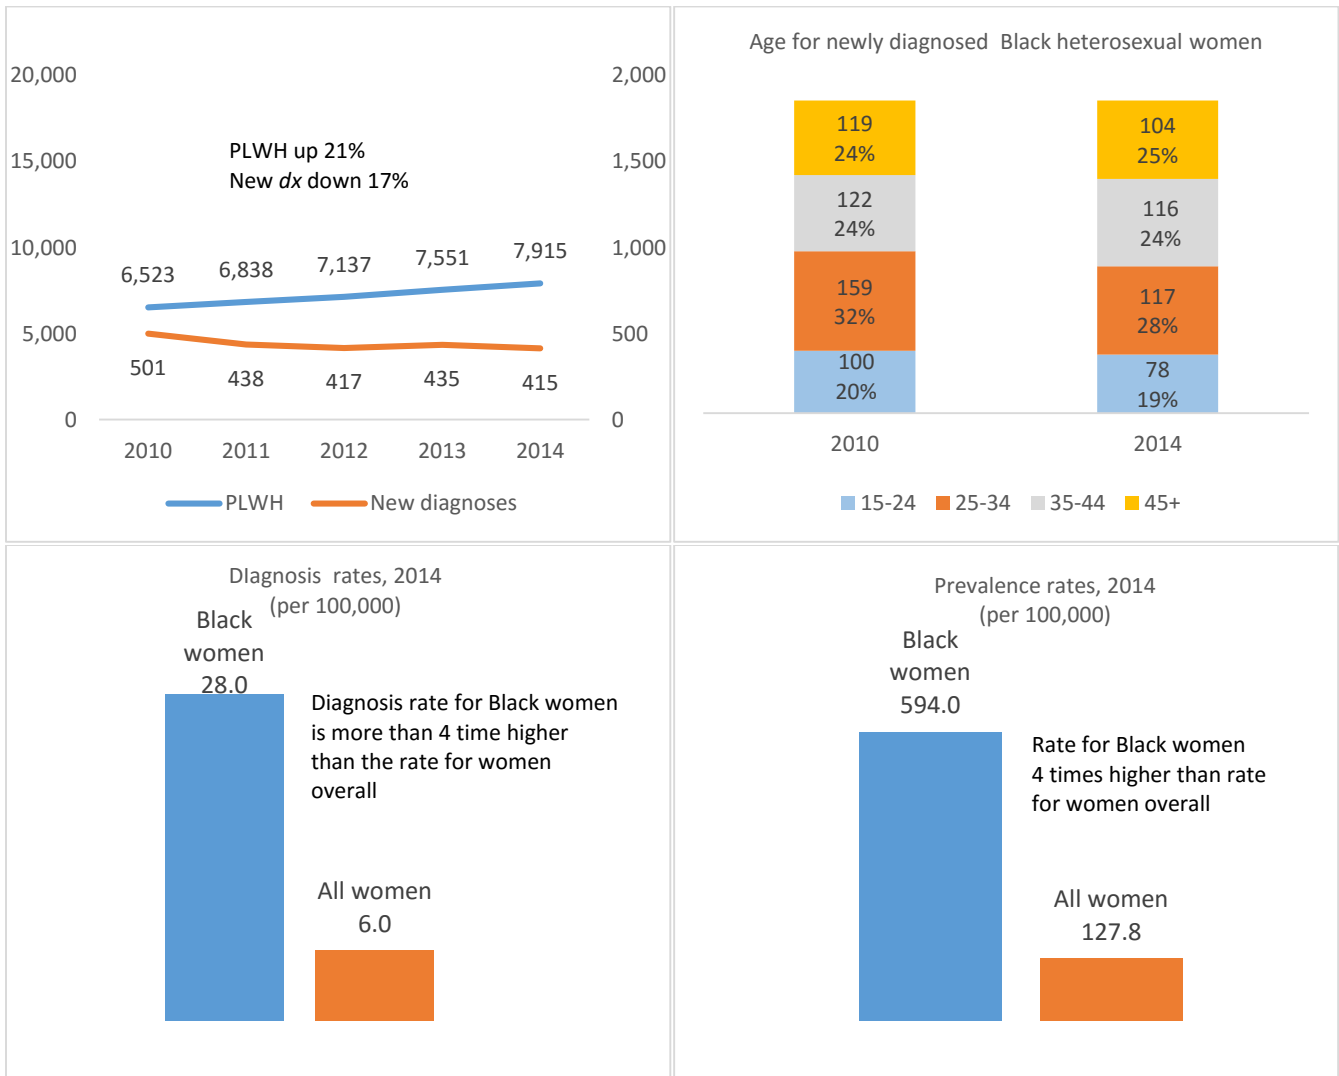 20,000
15,000
10,000
5,000
0
2,000
1,500
1,000
500
0
PLWH up 21%
New dx down 17%
6,523
6,838
7,137
7,551
7,915
501
438
417
435
415
2010
2011
2012
2013
2014
PLWH
New diagnoses
Age for newly diagnosed Black heterosexual women
119
24%
122
24%
159
32%
100
20%
104
25%
116
24%
117
28%
78
19%
2010
2014
15-24
25-34
35-44
45+
DIagnosis rates, 2014
(per 100,000)
Black
women
28.0
Diagnosis rate for Black women
is more than 4 time higher
than the rate for women
overall
All women
6.0
Prevalence rates, 2014
(per 100,000)
Black
women
594.0
Rate for Black women
4 times higher than rate
for women overall
All women
127.8